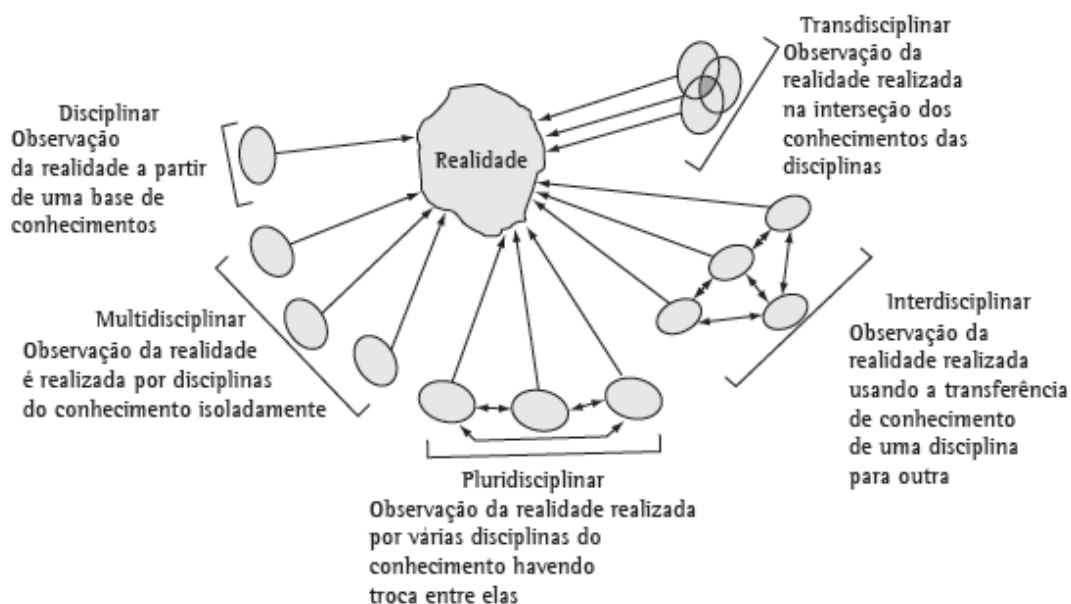 Transdisciplinar
Observação da
realidade realizada
na interseção dos
conhecimentos das
disciplinas
Disciplinar
Observação
da realidade a partir
de uma base de
conhecimentos
Realidade
Multidisciplinar
Observação da realidade
é realizada por disciplinas
do conhecimento isoladamente
Interdisciplinar
Observação da
realidade realizada
usando a transferência
de conhecimento
de uma disciplina
para outra
Pluridisciplinar
Observação da realidade realizada
por várias disciplinas do
conhecimento havendo
troca entre elas